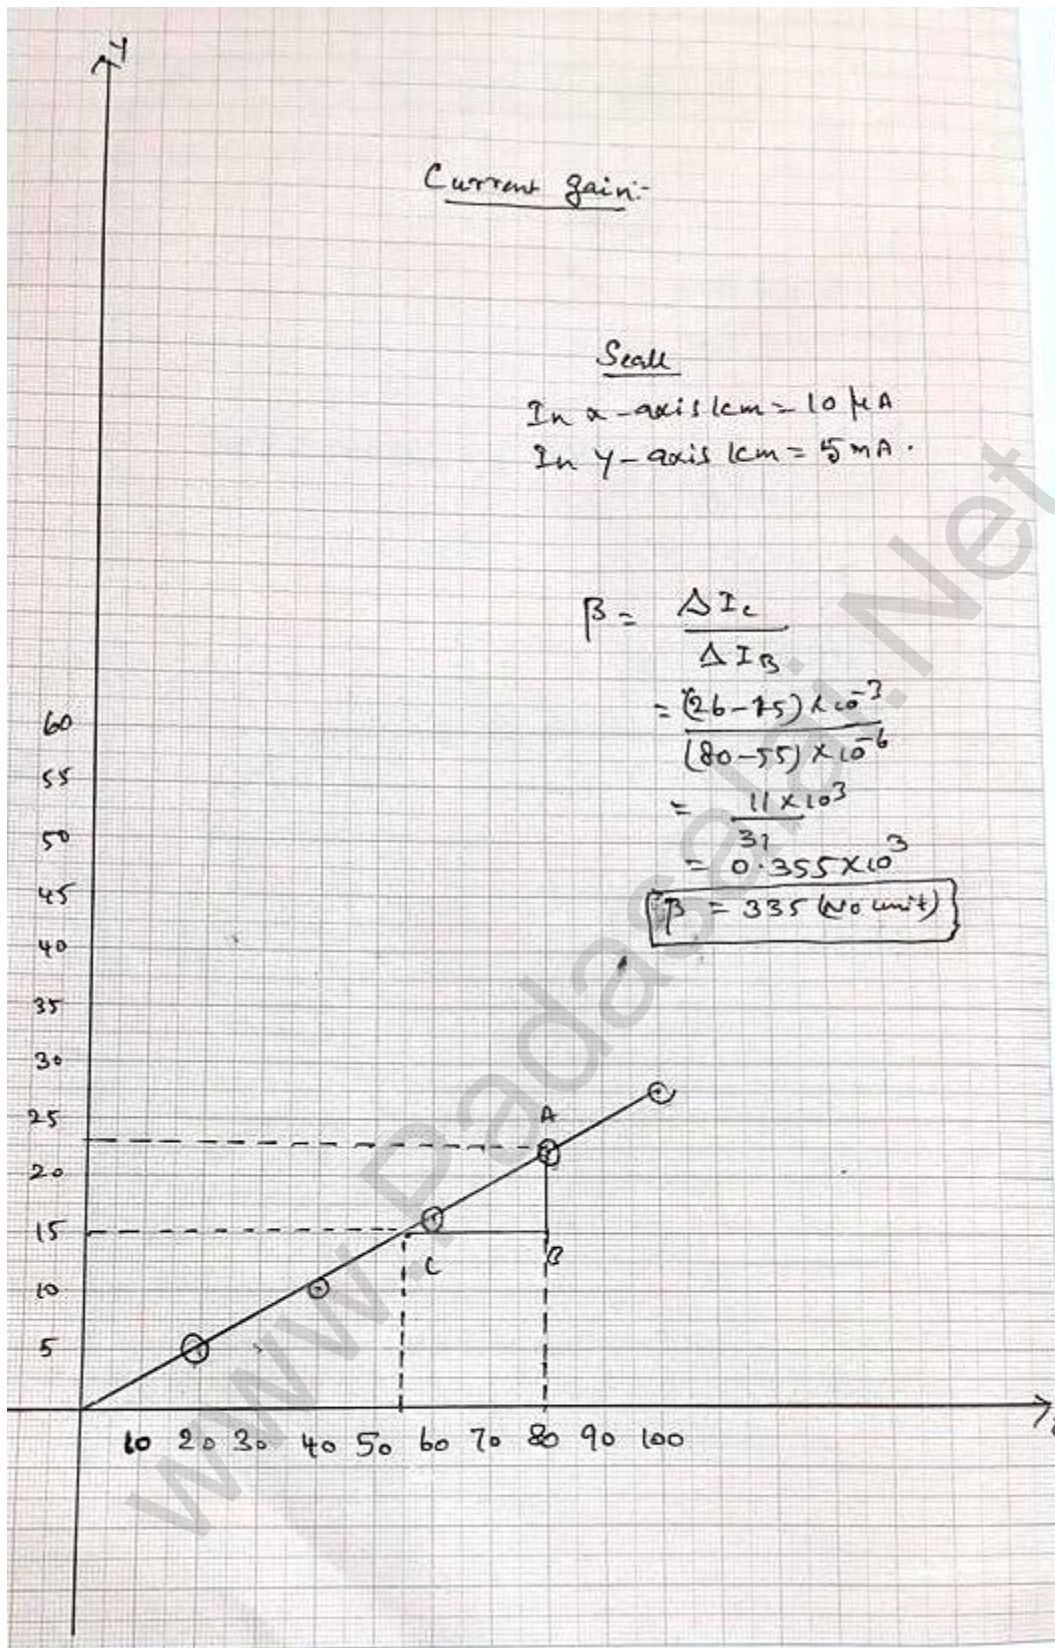 Y
Current gain:-
Scale
In x-axis 1cm = 10 μA
In y-axis 1cm = 5mA.
β = ΔIc
ΔIB
= (26-15) × 10⁻³
(80-55) × 10⁻⁶
= 11 × 10³
31
= 0.355 × 10³
β = 335 (No unit)
60
55
50
45
40
35
30
25
20
15
10
5
A
B
C
10 20 30 40 50 60 70 80 90 100
www.Padasalai.Net